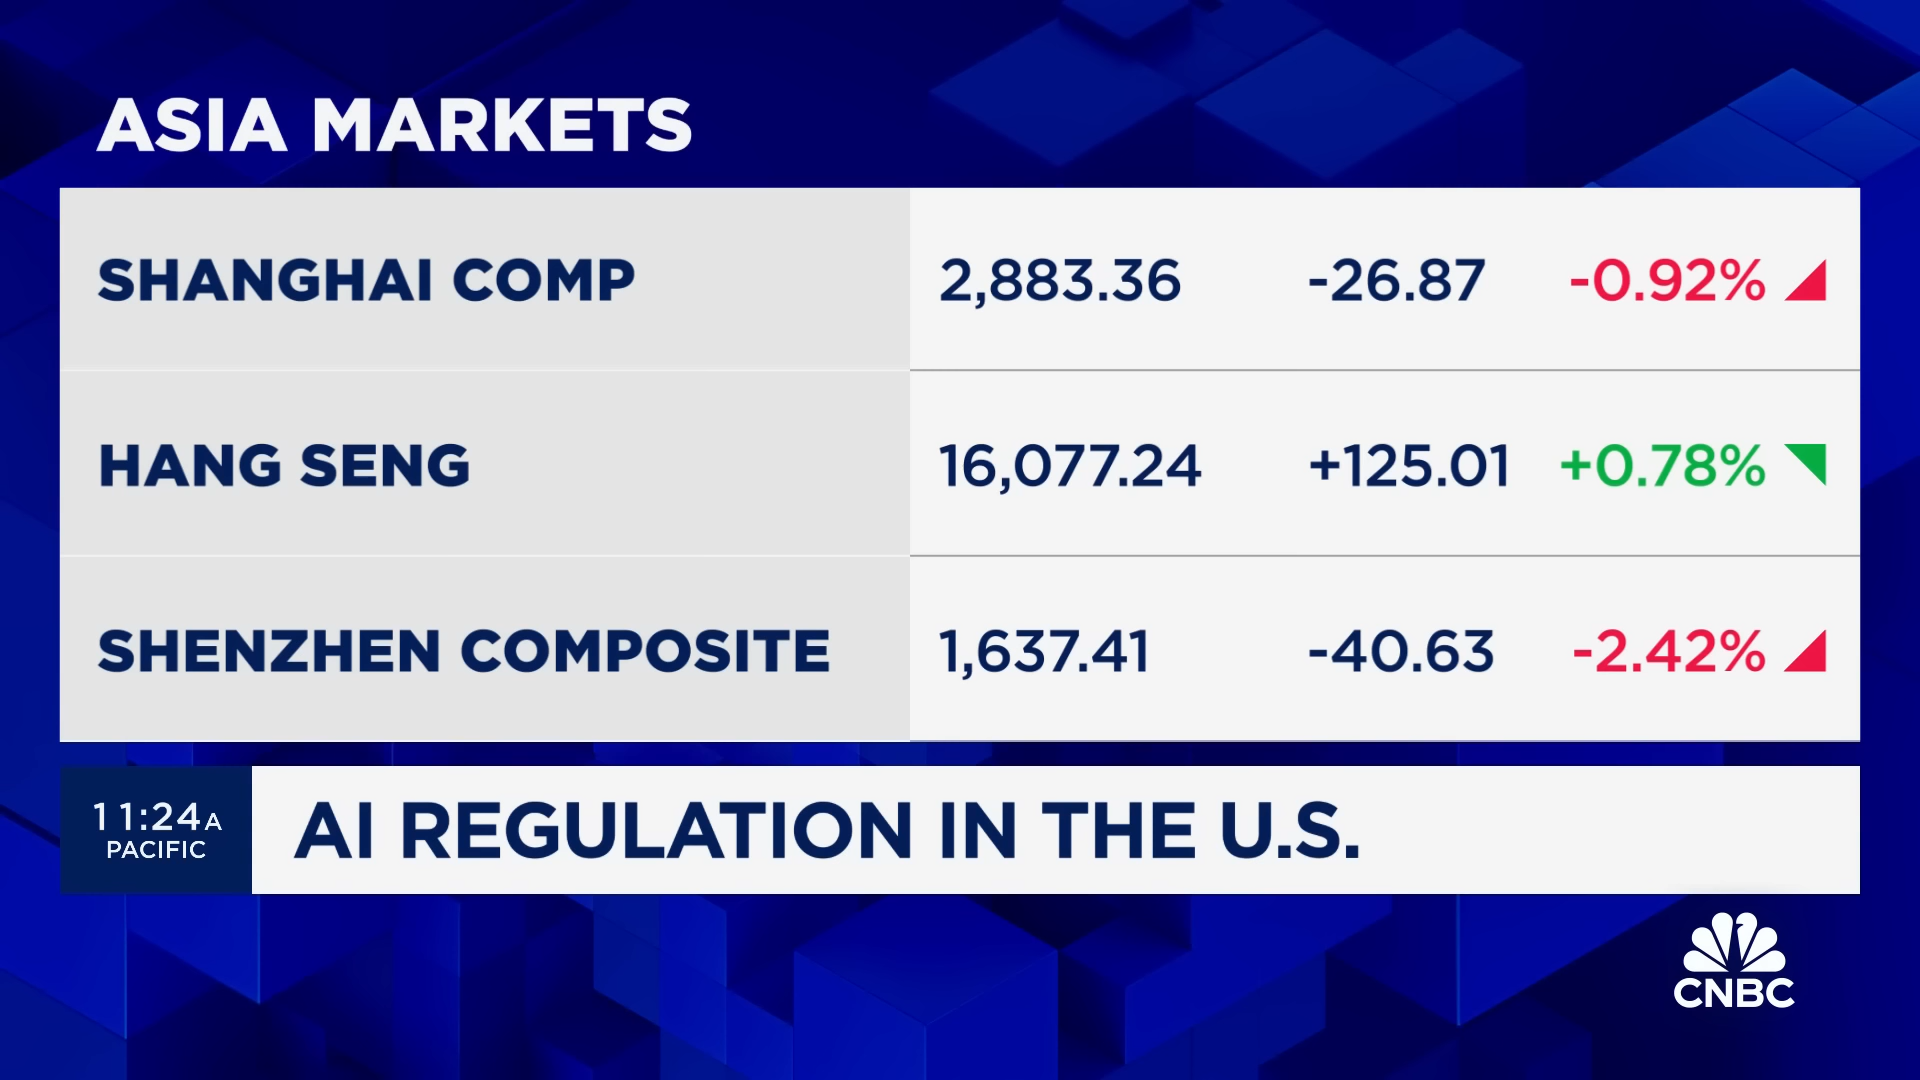 ASIA MARKETS
SHANGHAI COMP 2,883.36 -26.87 -0.92%
HANG SENG 16,077.24 +125.01 +0.78%
SHENZHEN COMPOSITE 1,637.41 -40.63 -2.42%
11:24A
PACIFIC
AI REGULATION IN THE U.S.
CNBC